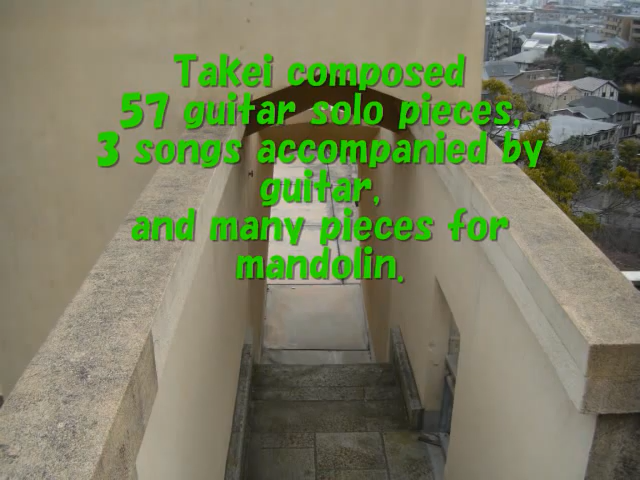 Takei composed
57 guitar solo pieces,
3 songs accompanied by
guitar,
and many pieces for
mandolin.